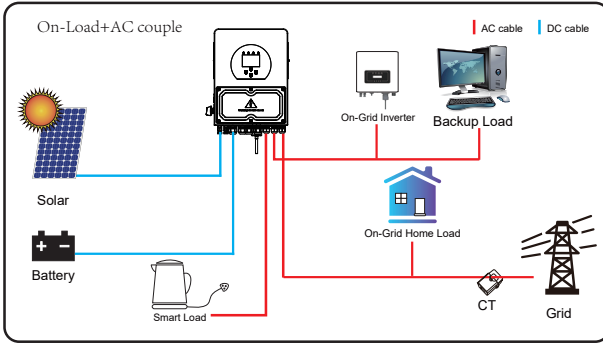 On-Load+AC couple
AC cable
DC cable
On-Grid Inverter
Backup Load
Solar
On-Grid Home Load
Battery
Smart Load
CT
Grid